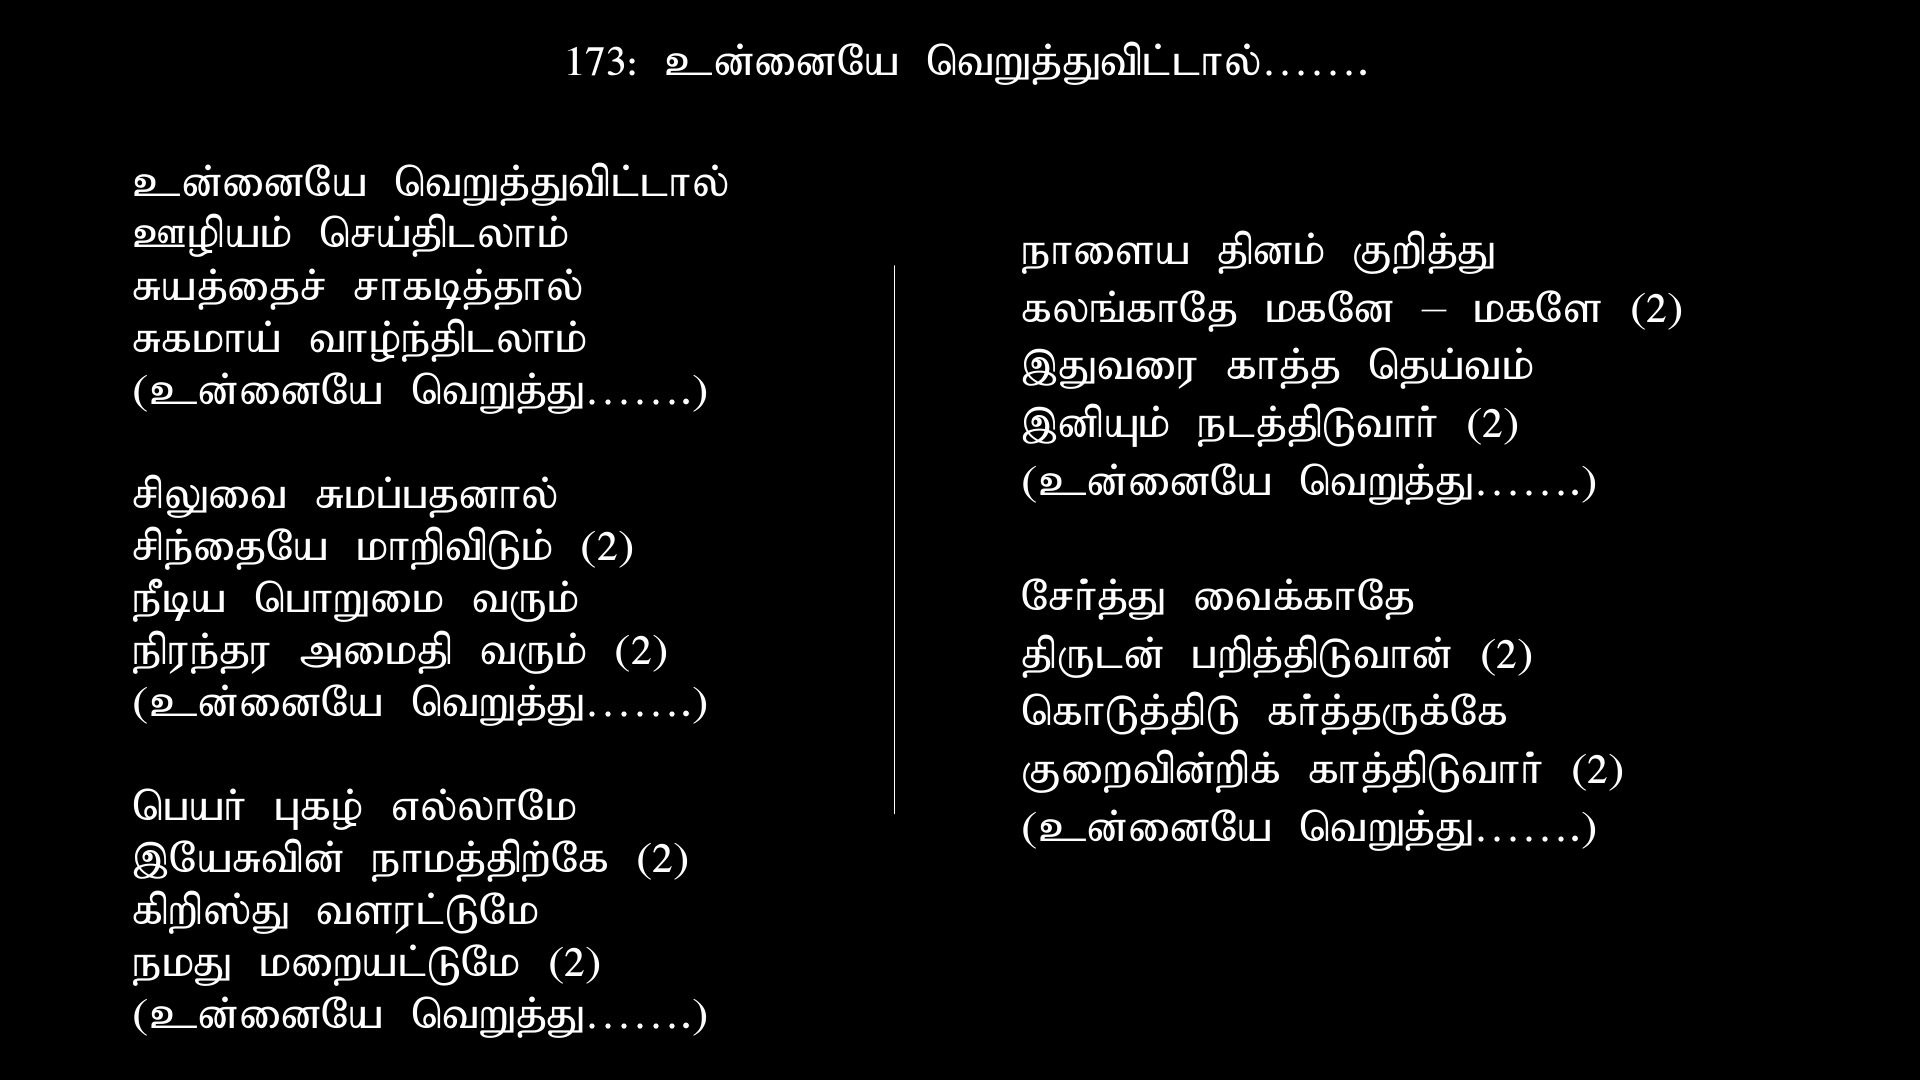 173: உன்னையே வெறுத்துவிட்டால்.......
உன்னையே வெறுத்துவிட்டால்
ஊழியம் செய்திடலாம்
சுயத்தைச் சாகடித்தால்
சுகமாய் வாழ்ந்திடலாம்
(உன்னையே வெறுத்து.......)
சிலுவை சுமப்பதனால்
சிந்தையே மாறிவிடும் (2)
நீடிய பொறுமை வரும்
நிரந்தர அமைதி வரும் (2)
(உன்னையே வெறுத்து.......)
பெயர் புகழ் எல்லாமே
இயேசுவின் நாமத்திற்கே (2)
கிறிஸ்து வளரட்டுமே
நமது மறையட்டுமே (2)
(உன்னையே வெறுத்து.......)
நாளைய தினம் குறித்து
கலங்காதே மகனே – மகளே (2)
இதுவரை காத்த தெய்வம்
இனியும் நடத்திடுவார் (2)
(உன்னையே வெறுத்து.......)
சேர்த்து வைக்காதே
திருடன் பறித்திடுவான் (2)
கொடுத்திடு கர்த்தருக்கே
குறைவின்றிக் காத்திடுவார் (2)
(உன்னையே வெறுத்து.......)